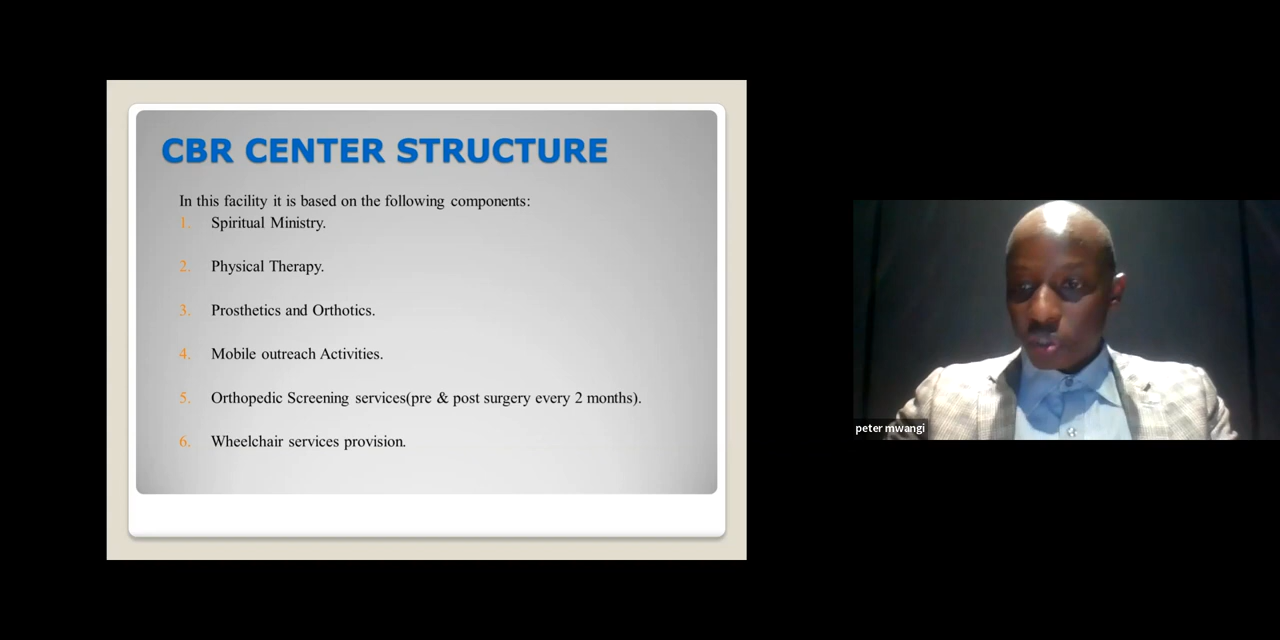 CBR CENTER STRUCTURE
In this facility it is based on the following components:
1. Spiritual Ministry.
2. Physical Therapy.
3. Prosthetics and Orthotics.
4. Mobile outreach Activities.
5. Orthopedic Screening services(pre & post surgery every 2 months).
6. Wheelchair services provision.
peter mwangi